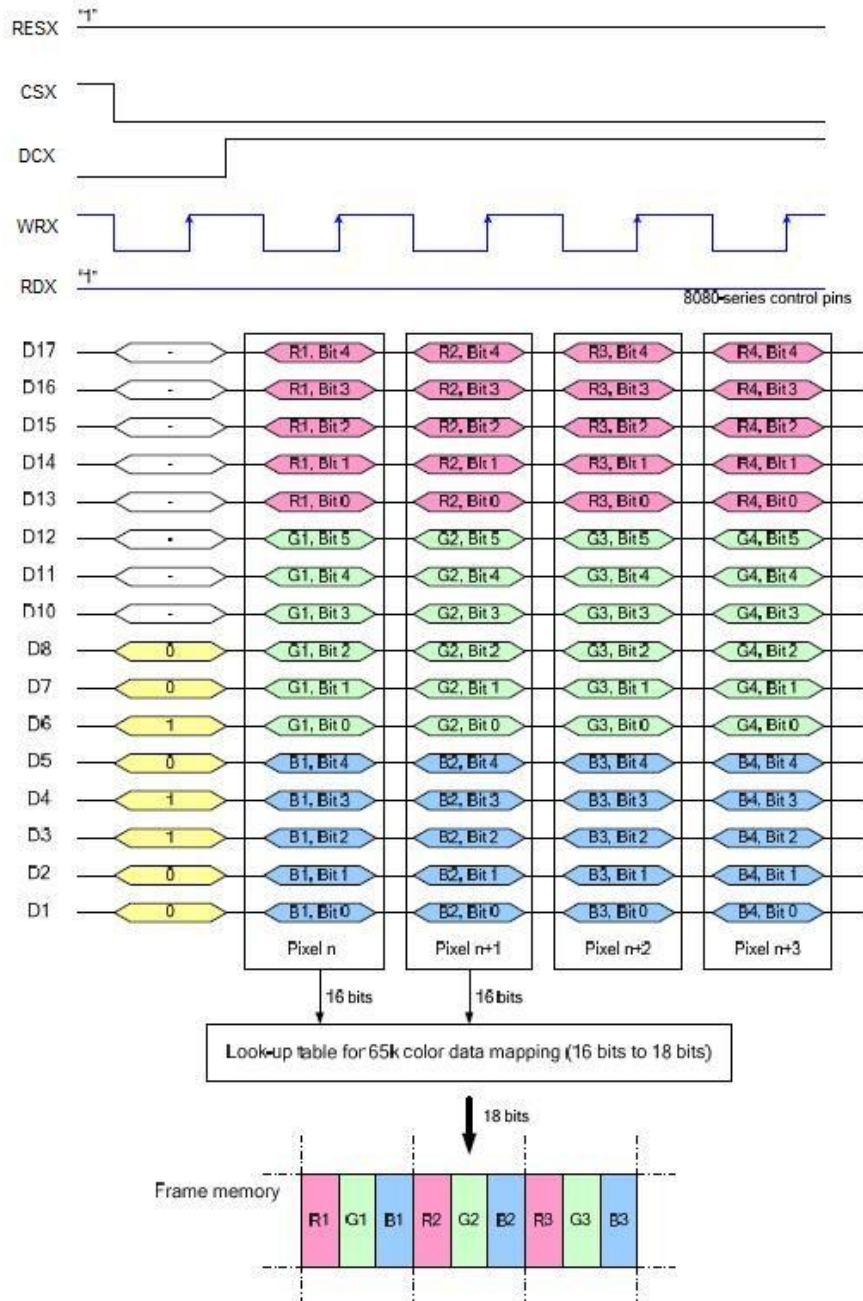 RESX "1"
CSX
DCX
WRX
RDX "1"
8080-series control pins
D17 - R1, Bit 4 R2, Bit 4 R3, Bit 4 R4, Bit 4
D16 - R1, Bit 3 R2, Bit 3 R3, Bit 3 R4, Bit 3
D15 - R1, Bit 2 R2, Bit 2 R3, Bit 2 R4, Bit 2
D14 - R1, Bit 1 R2, Bit 1 R3, Bit 1 R4, Bit 1
D13 - R1, Bit 0 R2, Bit 0 R3, Bit 0 R4, Bit 0
D12 - G1, Bit 5 G2, Bit 5 G3, Bit 5 G4, Bit 5
D11 - G1, Bit 4 G2, Bit 4 G3, Bit 4 G4, Bit 4
D10 - G1, Bit 3 G2, Bit 3 G3, Bit 3 G4, Bit 3
D8 0 G1, Bit 2 G2, Bit 2 G3, Bit 2 G4, Bit 2
D7 0 G1, Bit 1 G2, Bit 1 G3, Bit 1 G4, Bit 1
D6 1 G1, Bit 0 G2, Bit 0 G3, Bit 0 G4, Bit 0
D5 0 B1, Bit 4 B2, Bit 4 B3, Bit 4 B4, Bit 4
D4 1 B1, Bit 3 B2, Bit 3 B3, Bit 3 B4, Bit 3
D3 1 B1, Bit 2 B2, Bit 2 B3, Bit 2 B4, Bit 2
D2 0 B1, Bit 1 B2, Bit 1 B3, Bit 1 B4, Bit 1
D1 0 B1, Bit 0 B2, Bit 0 B3, Bit 0 B4, Bit 0
Pixel n Pixel n+1 Pixel n+2 Pixel n+3
16 bits 16 bits
Look-up table for 65k color data mapping (16 bits to 18 bits)
18 bits
Frame memory
R1 G1 B1 R2 G2 B2 R3 G3 B3